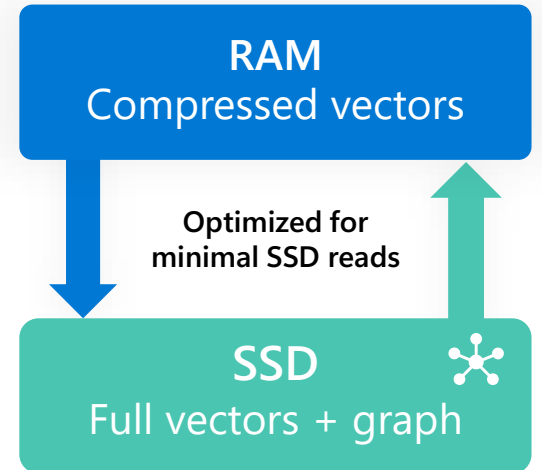 RAM
Compressed vectors
Optimized for
minimal SSD reads
SSD
Full vectors + graph